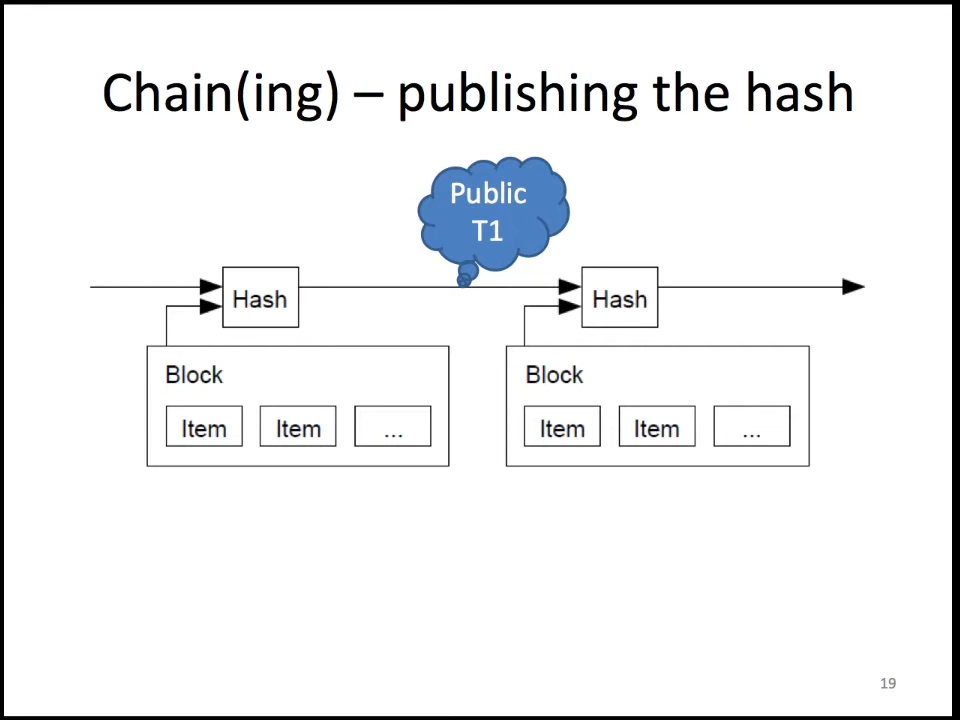 Chain(ing) – publishing the hash
Public
T1
Hash
Hash
Block
Item
Item
...
Block
Item
Item
...
19